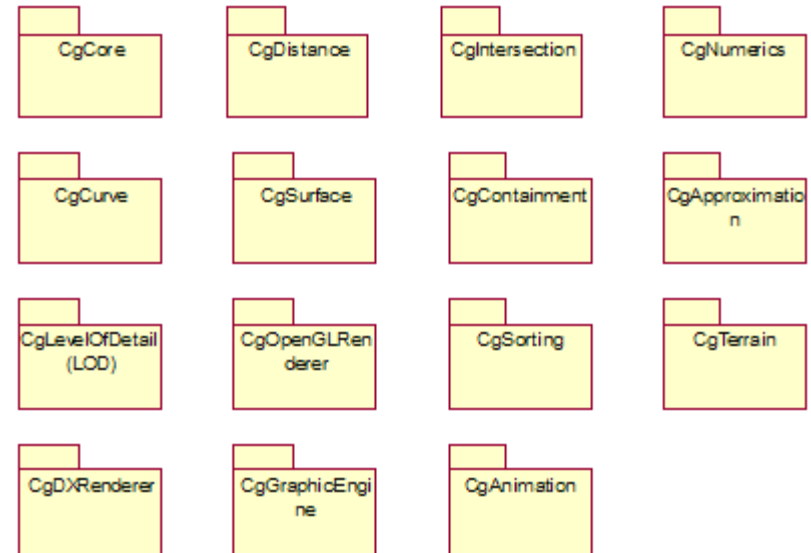 CgCore
CgDistance
CgIntersection
CgNumerics
CgCurve
CgSurface
CgContainment
CgApproximatio
n
CgLevelOfDetail
(LOD)
CgOpenGLRen
derer
CgSorting
CgTerrain
CgDXRenderer
CgGraphicEngi
ne
CgAnimation